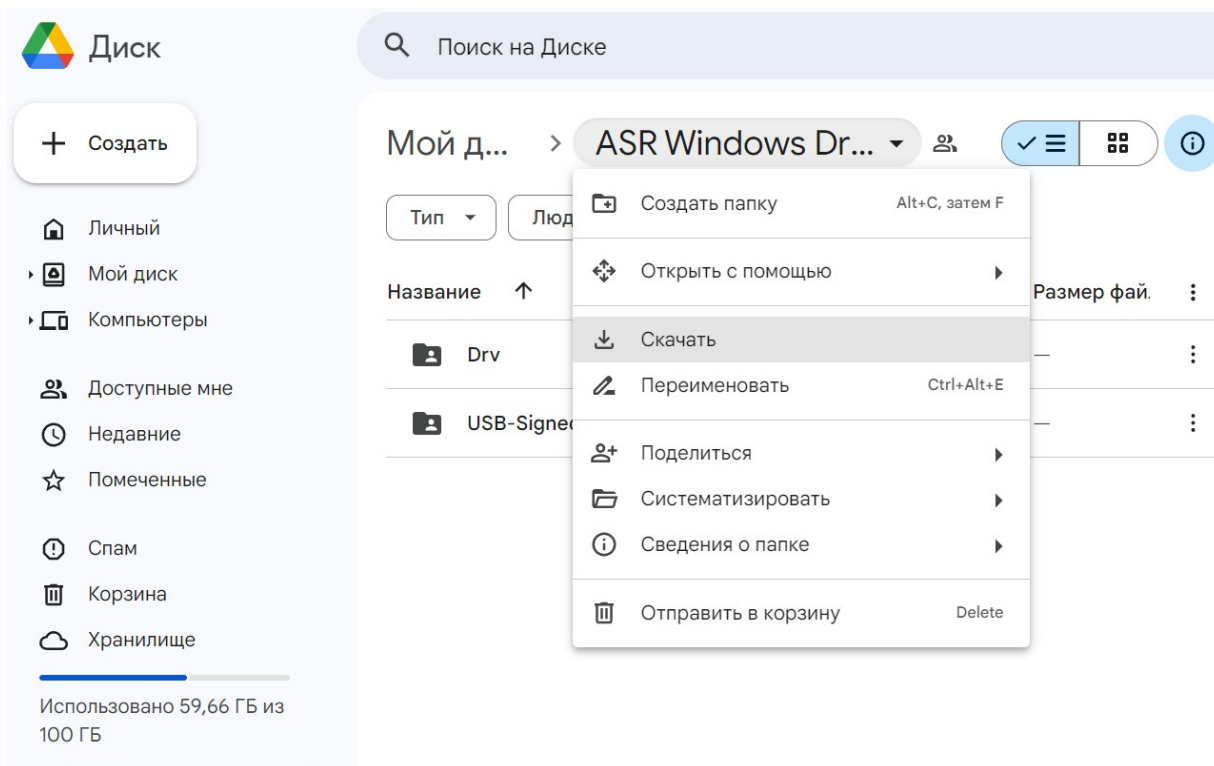 Диск
Поиск на Диске
Создать
Мой д... > ASR Windows Dr...
Тип
Люд
Создать папку Alt+C, затем F
Личный
Мой диск
Компьютеры
Доступные мне
Недавние
Помеченные
Спам
Корзина
Хранилище
Использовано 59,66 ГБ из
100 ГБ
Название
Размер фай.
Drv
—
USB-Signed
—
Открыть с помощью
Скачать
Переименовать Ctrl+Alt+E
Поделиться
Систематизировать
Сведения о папке
Отправить в корзину Delete